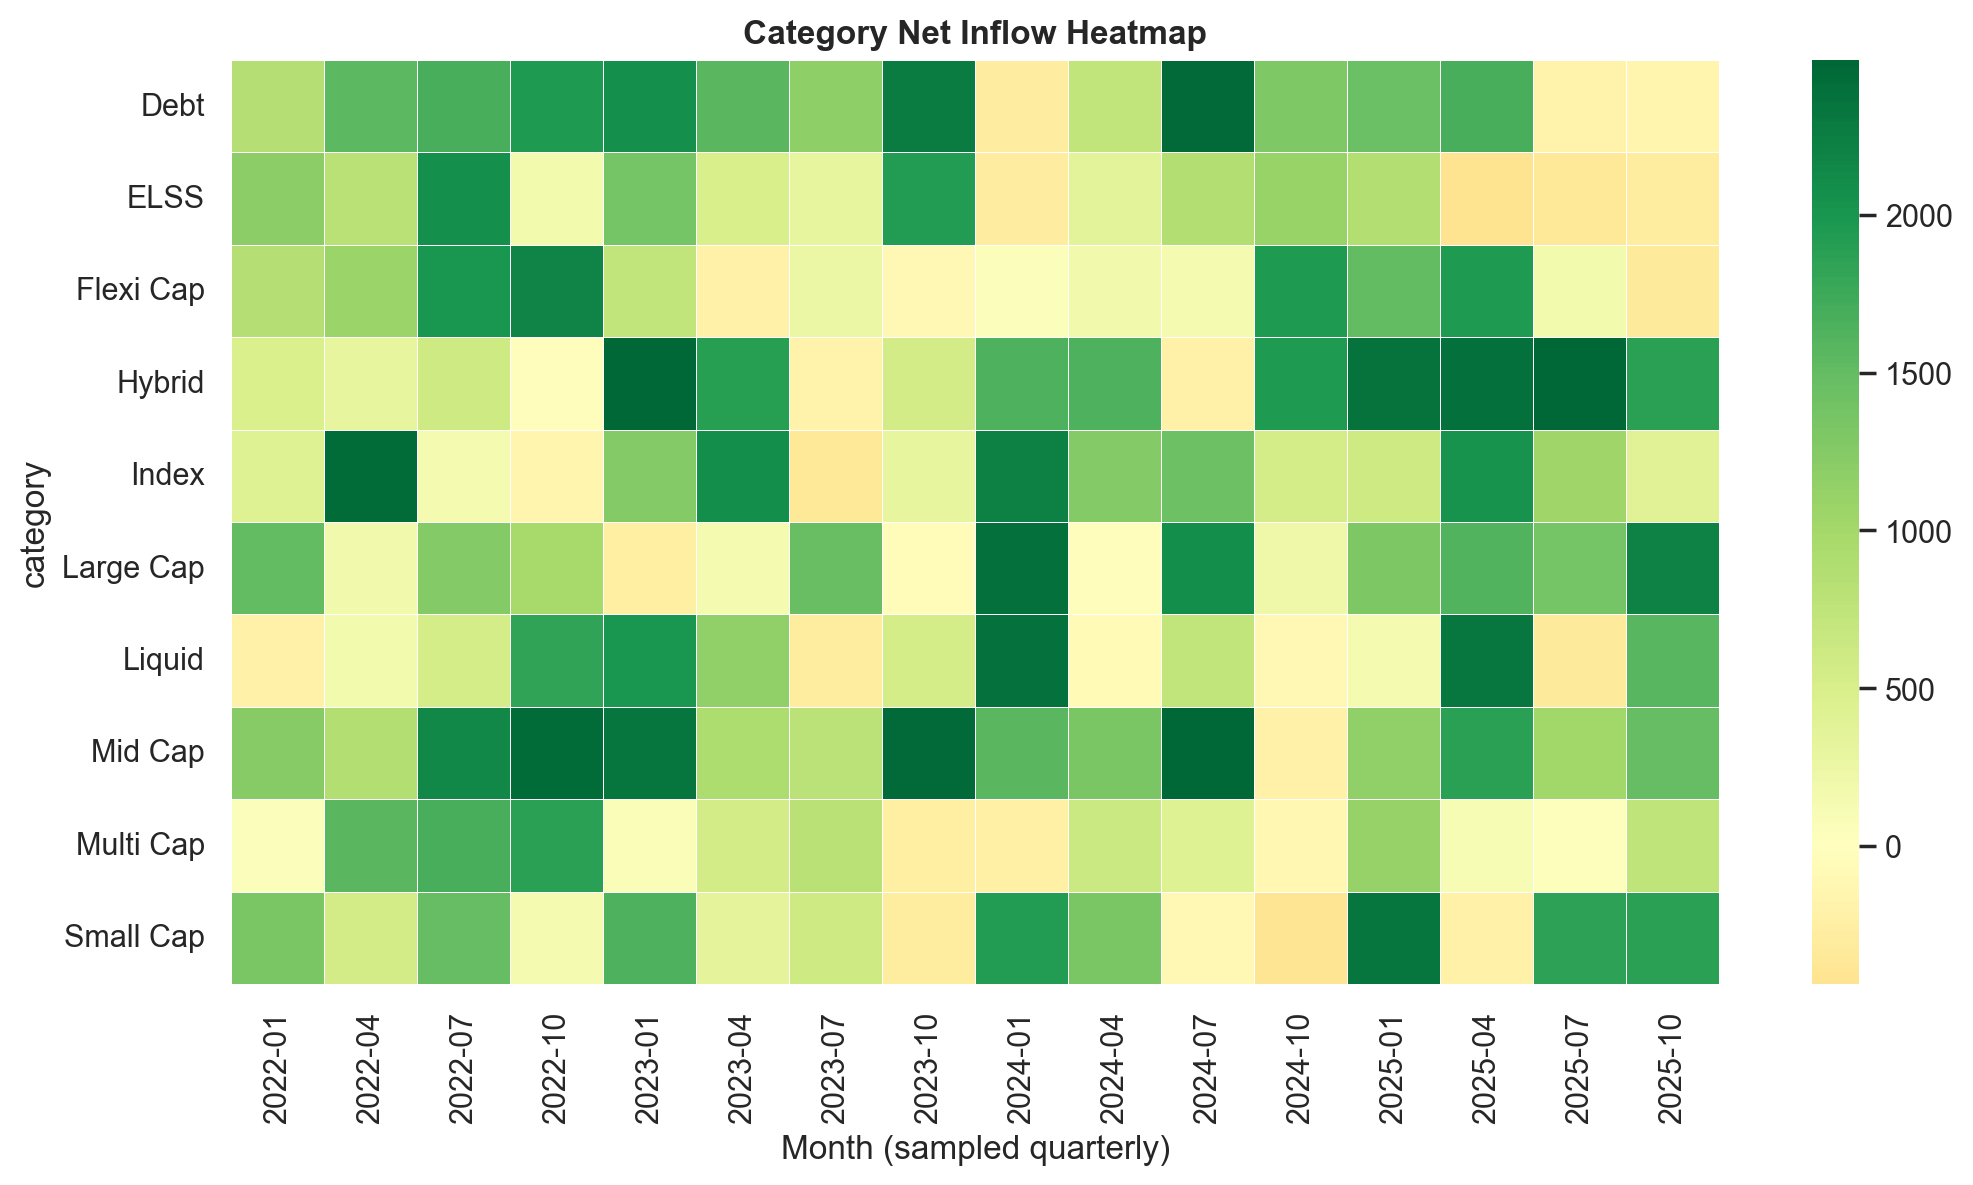 Category Net Inflow Heatmap
Debt
ELSS
Flexi Cap
Hybrid
Index
Large Cap
Liquid
Mid Cap
Multi Cap
Small Cap
category
2022-01
2022-04
2022-07
2022-10
2023-01
2023-04
2023-07
2023-10
2024-01
2024-04
2024-07
2024-10
2025-01
2025-04
2025-07
2025-10
Month (sampled quarterly)
2000
1500
1000
500
0